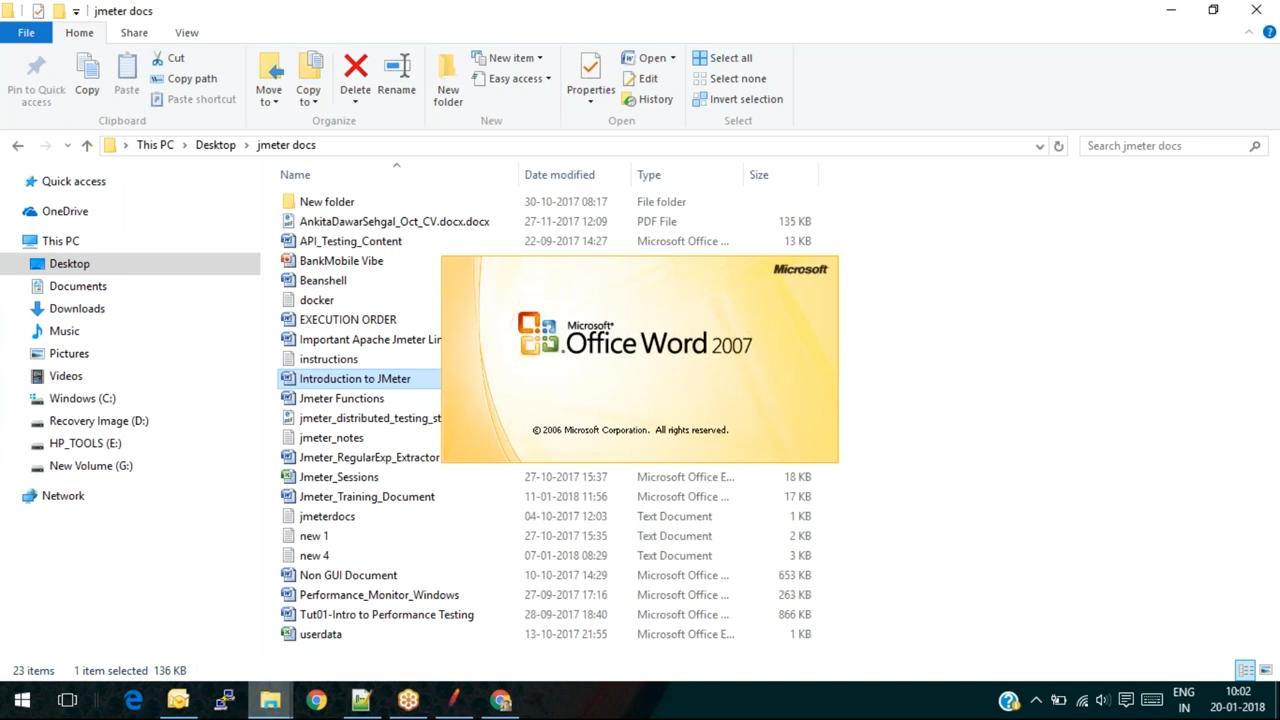 jmeter docs
File Home Share View
Pin to Quick access
Copy
Paste
Cut
Copy path
Paste shortcut
Clipboard
Move to
Copy to
Delete
Rename
Organize
New folder
New item
Easy access
New
Properties
Open
Edit
History
Open
Select all
Select none
Invert selection
Select
This PC Desktop jmeter docs
Search jmeter docs
Quick access
OneDrive
This PC
Desktop
Documents
Downloads
Music
Pictures
Videos
Windows (C:)
Recovery Image (D:)
HP_TOOLS (E:)
New Volume (G:)
Network
Name Date modified Type Size
New folder 30-10-2017 08:17 File folder
AnkitaDawarSehgal_Oct_CV.docx.docx 27-11-2017 12:09 PDF File 135 KB
API_Testing_Content 22-09-2017 14:27 Microsoft Office ... 13 KB
BankMobile Vibe
Beanshell
docker
EXECUTION ORDER
Important Apache Jmeter Lin
instructions
Introduction to JMeter
Jmeter Functions
jmeter_distributed_testing_st
jmeter_notes
Jmeter_RegularExp_Extractor
Jmeter_Sessions 27-10-2017 15:37 Microsoft Office E... 18 KB
Jmeter_Training_Document 11-01-2018 11:56 Microsoft Office ... 17 KB
jmeterdocs 04-10-2017 12:03 Text Document 1 KB
new 1 27-10-2017 15:35 Text Document 2 KB
new 4 07-01-2018 08:29 Text Document 3 KB
Non GUI Document 10-10-2017 14:29 Microsoft Office ... 653 KB
Performance_Monitor_Windows 27-09-2017 17:16 Microsoft Office ... 263 KB
Tut01-Intro to Performance Testing 28-09-2017 18:40 Microsoft Office ... 866 KB
userdata 13-10-2017 21:55 Microsoft Office E... 1 KB
Microsoft
Microsoft®
Office Word 2007
© 2006 Microsoft Corporation. All rights reserved.
23 items 1 item selected 136 KB
ENG
IN
10:02
20-01-2018